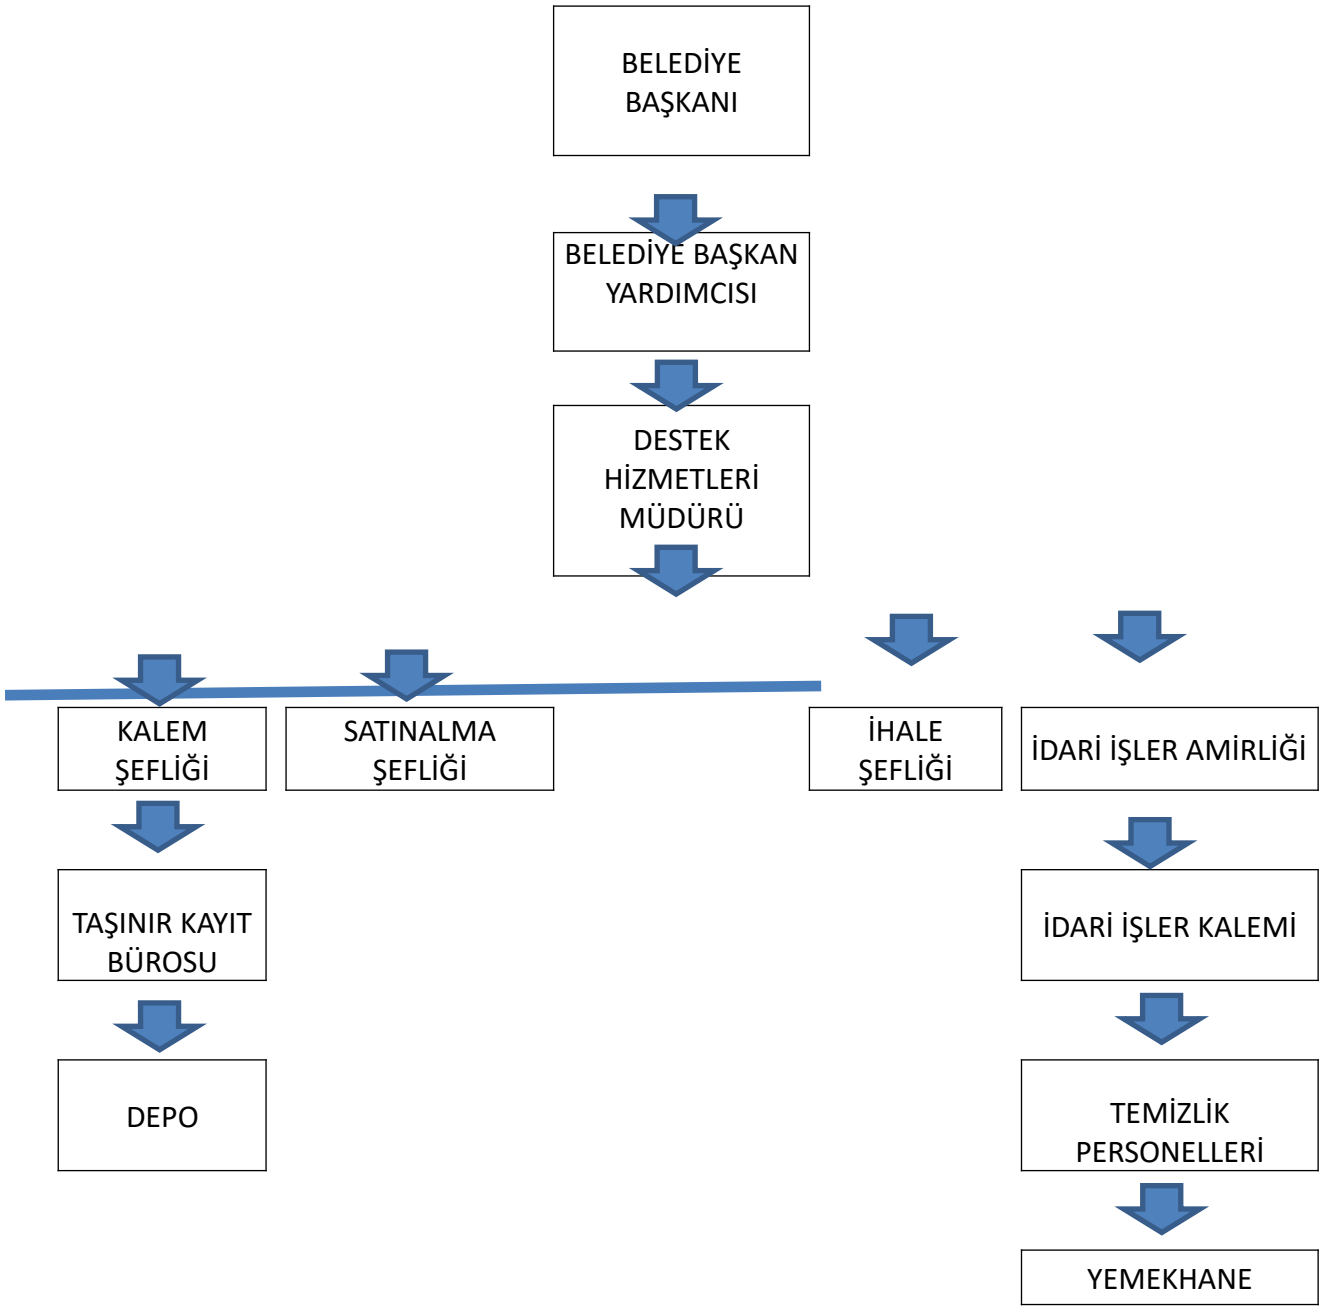 BELEDİYE
BAŞKANI
BELEDİYE BAŞKAN
YARDIMCISI
DESTEK
HİZMETLERİ
MÜDÜRÜ
KALEM
ŞEFLİĞİ
SATINALMA
ŞEFLİĞİ
İHALE
ŞEFLİĞİ
İDARİ İŞLER AMİRLİĞİ
TAŞINIR KAYIT
BÜROSU
İDARİ İŞLER KALEMİ
DEPO
TEMİZLİK
PERSONELLERİ
YEMEKHANE